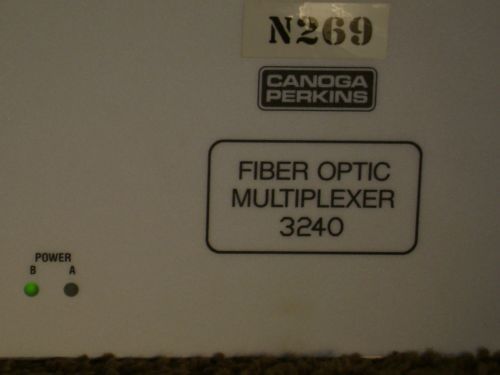 N269
CANOGA
PERKINS
FIBER OPTIC
MULTIPLEXER
3240
POWER
B A